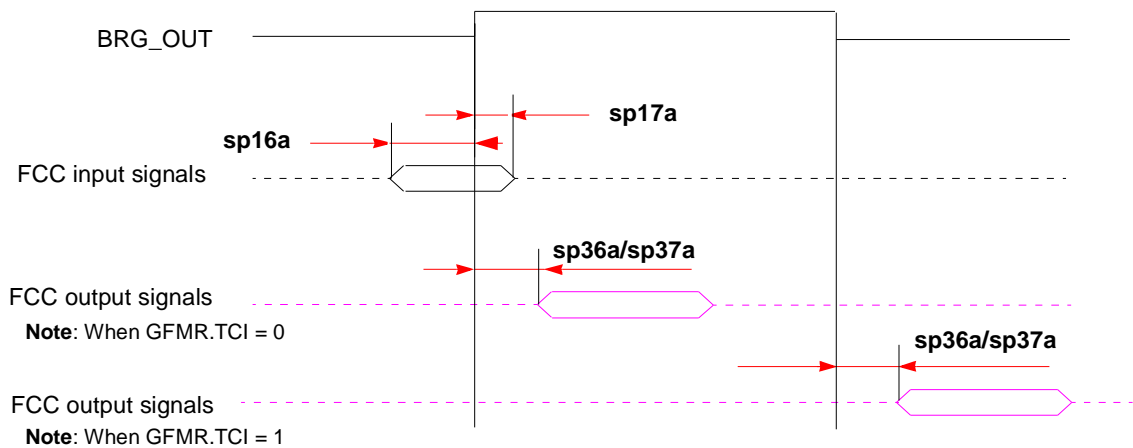 BRG_OUT
sp17a
sp16a
FCC input signals
sp36a/sp37a
FCC output signals
Note: When GFMR.TCI = 0
sp36a/sp37a
FCC output signals
Note: When GFMR.TCI = 1